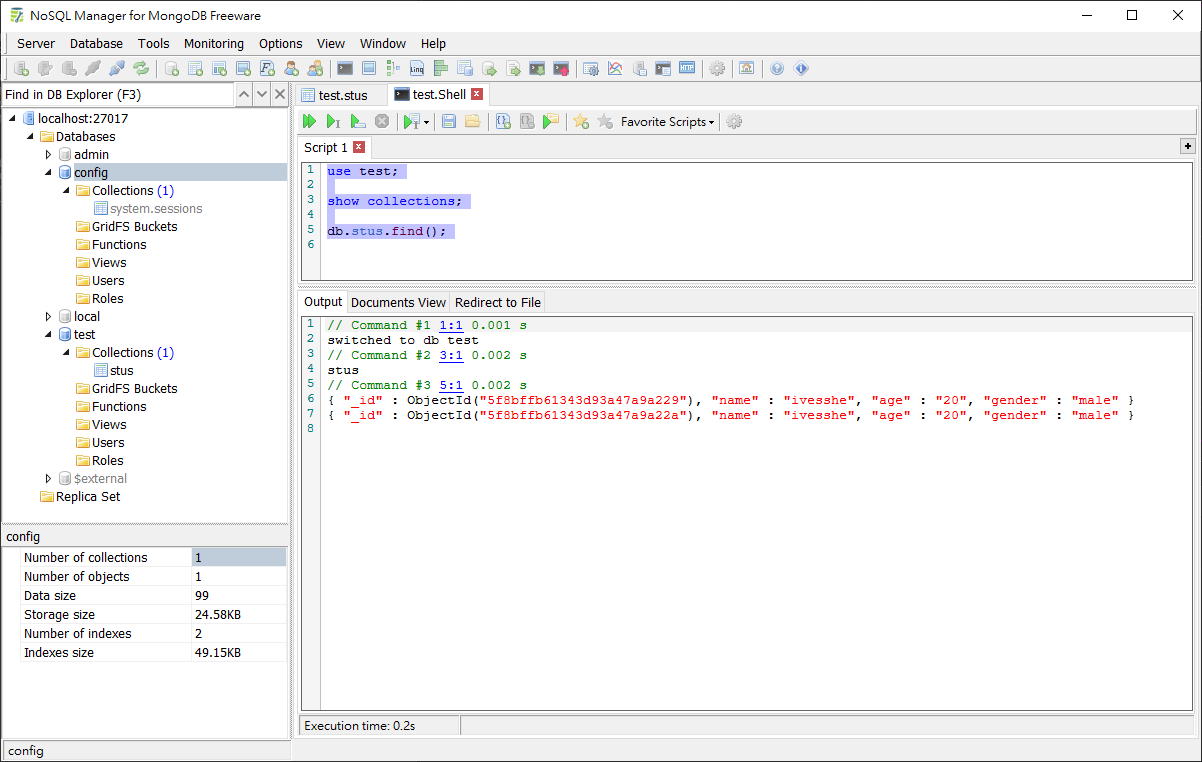 NoSQL Manager for MongoDB Freeware
Server Database Tools Monitoring Options View Window Help
Find in DB Explorer (F3)
localhost:27017
Databases
admin
config
Collections (1)
system.sessions
GridFS Buckets
Functions
Views
Users
Roles
local
test
Collections (1)
stus
GridFS Buckets
Functions
Views
Users
Roles
$external
Replica Set
config
Number of collections 1
Number of objects 1
Data size 99
Storage size 24.58KB
Number of indexes 2
Indexes size 49.15KB
config
test.stus test.Shell
Favorite Scripts
Script 1
1 use test;
2
3 show collections;
4
5 db.stus.find();
6
Output Documents View Redirect to File
1 // Command #1 1:1 0.001 s
2 switched to db test
3 // Command #2 3:1 0.002 s
4 stus
5 // Command #3 5:1 0.002 s
6 { "_id" : ObjectId("5f8bffb61343d93a47a9a229"), "name" : "ivesshe", "age" : "20", "gender" : "male" }
7 { "_id" : ObjectId("5f8bffb61343d93a47a9a22a"), "name" : "ivesshe", "age" : "20", "gender" : "male" }
8
Execution time: 0.2s